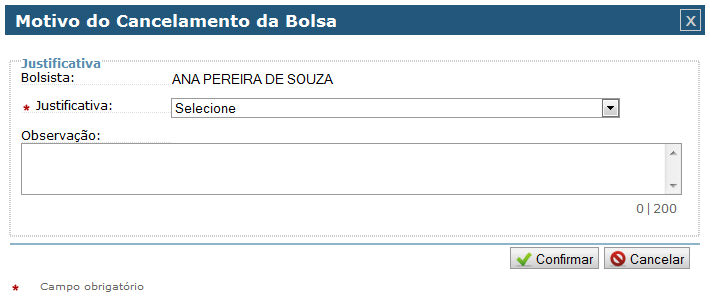 Motivo do Cancelamento da Bolsa X
Justificativa
Bolsista: ANA PEREIRA DE SOUZA
* Justificativa: Selecione
Observação:
0 | 200
Confirmar Cancelar
* Campo obrigatório